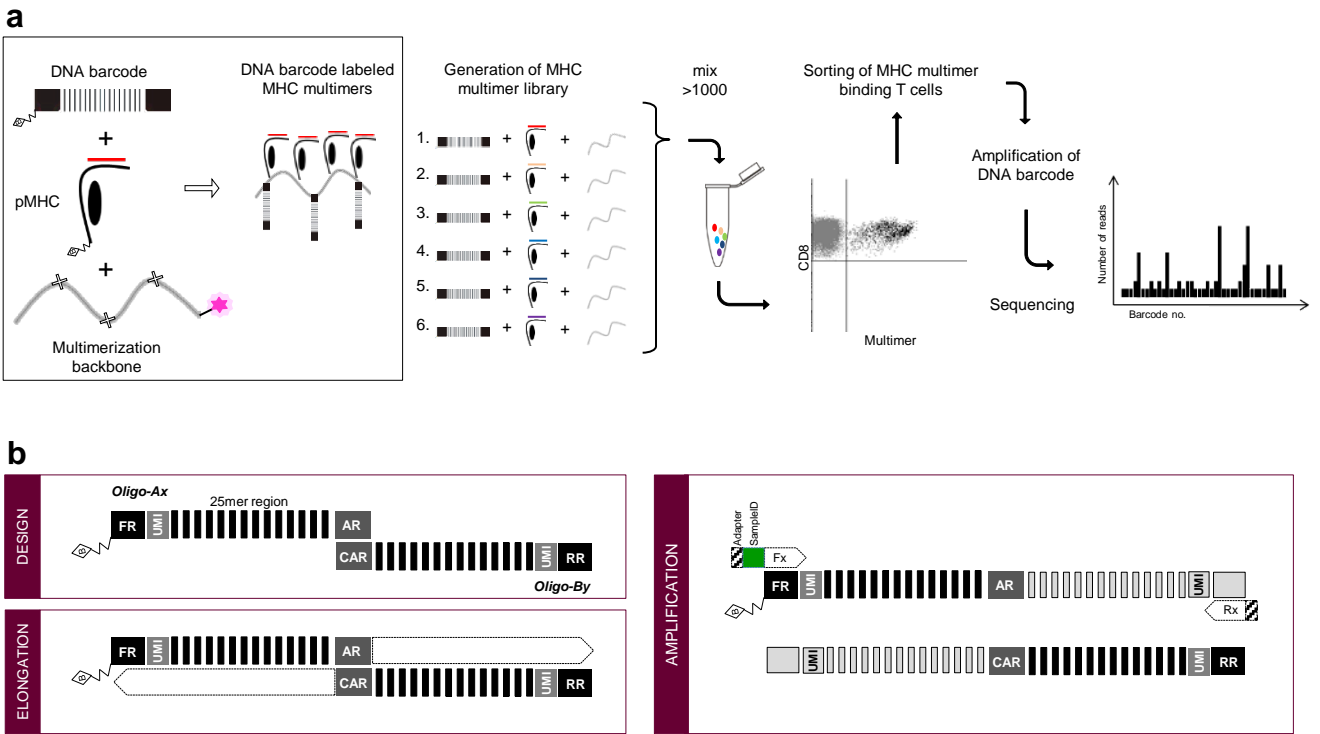 a
DNA barcode
B
+
pMHC
B
+
Multimerization
backbone
DNA barcode labeled
MHC multimers
Generation of MHC
multimer library
1. + +
2. + +
3. + +
4. + +
5. + +
6. + +
mix
>1000
Sorting of MHC multimer
binding T cells
CD8
Multimer
Amplification of
DNA barcode
Sequencing
Number of reads
Barcode no.
b
DESIGN
Oligo-Ax
25mer region
B
FR UMI AR
CAR UMI RR
Oligo-By
ELONGATION
FR UMI AR
B
CAR UMI RR
AMPLIFICATION
Adapter
SampleID
Fx
FR UMI AR UMI
B
Rx
UMI CAR UMI RR